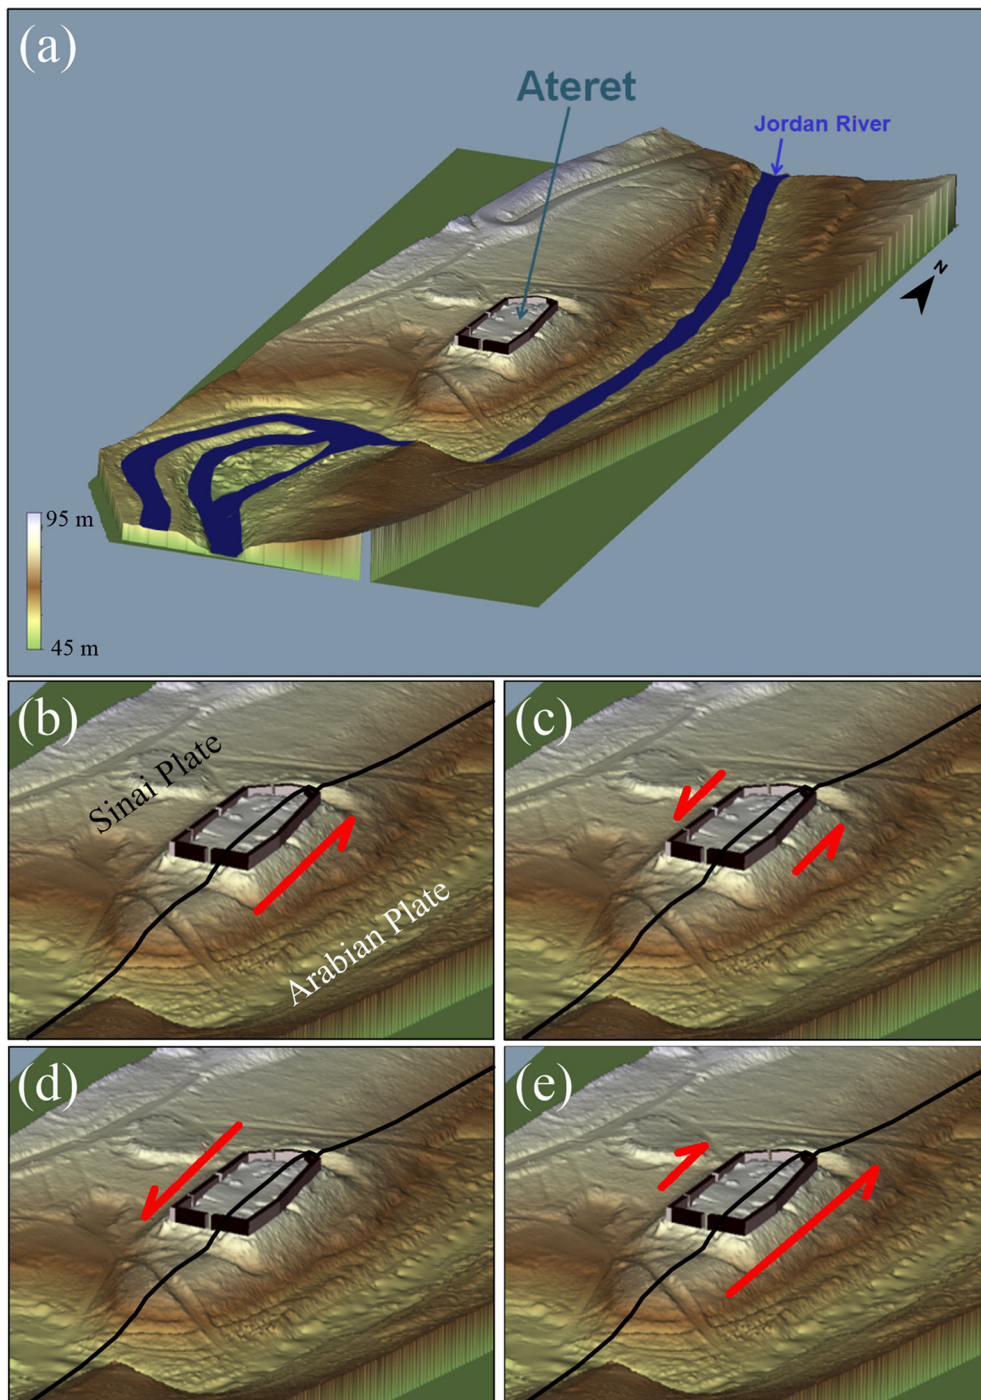 (a)
Ateret
Jordan River
N
95 m
45 m
(b)
Sinai Plate
Arabian Plate
(c)
(d)
(e)